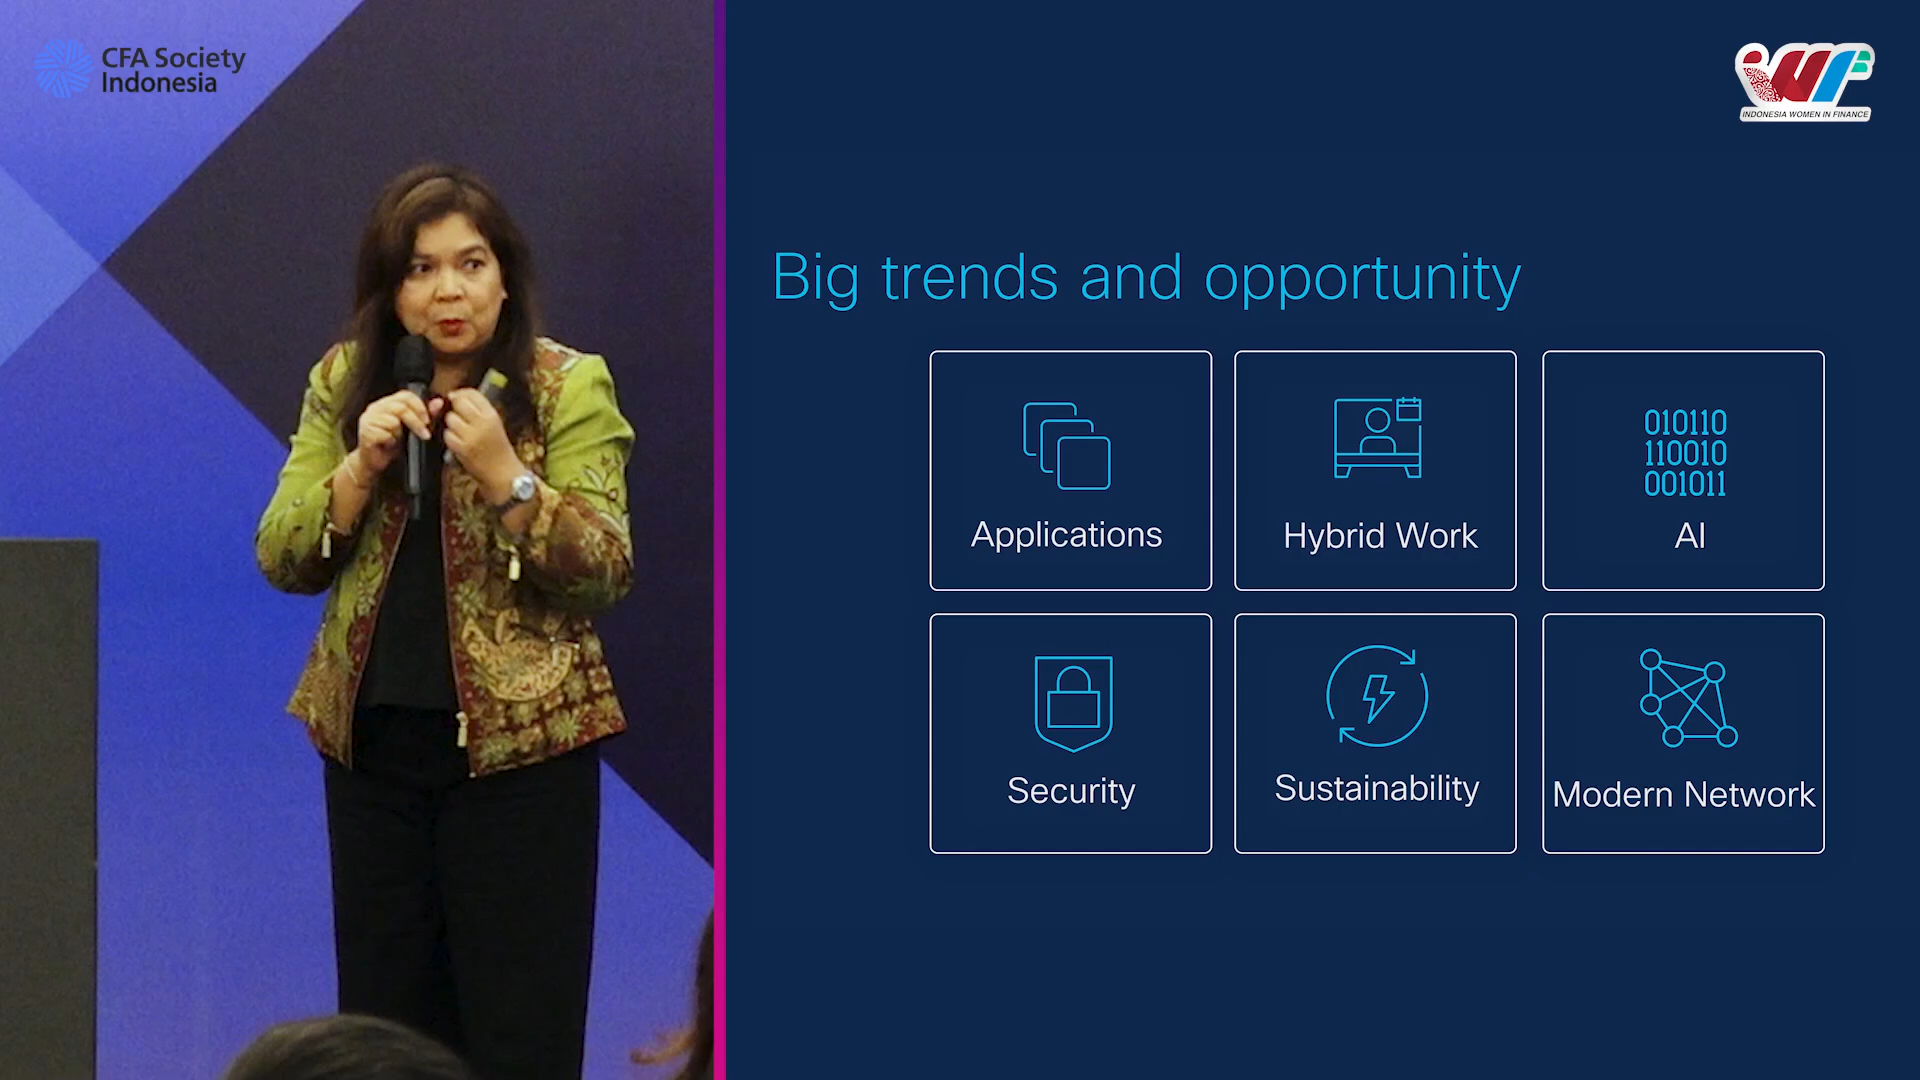 CFA Society
Indonesia
iWF
INDONESIA WOMEN IN FINANCE
Big trends and opportunity
Applications
Hybrid Work
010110
110010
001011
AI
Security
Sustainability
Modern Network